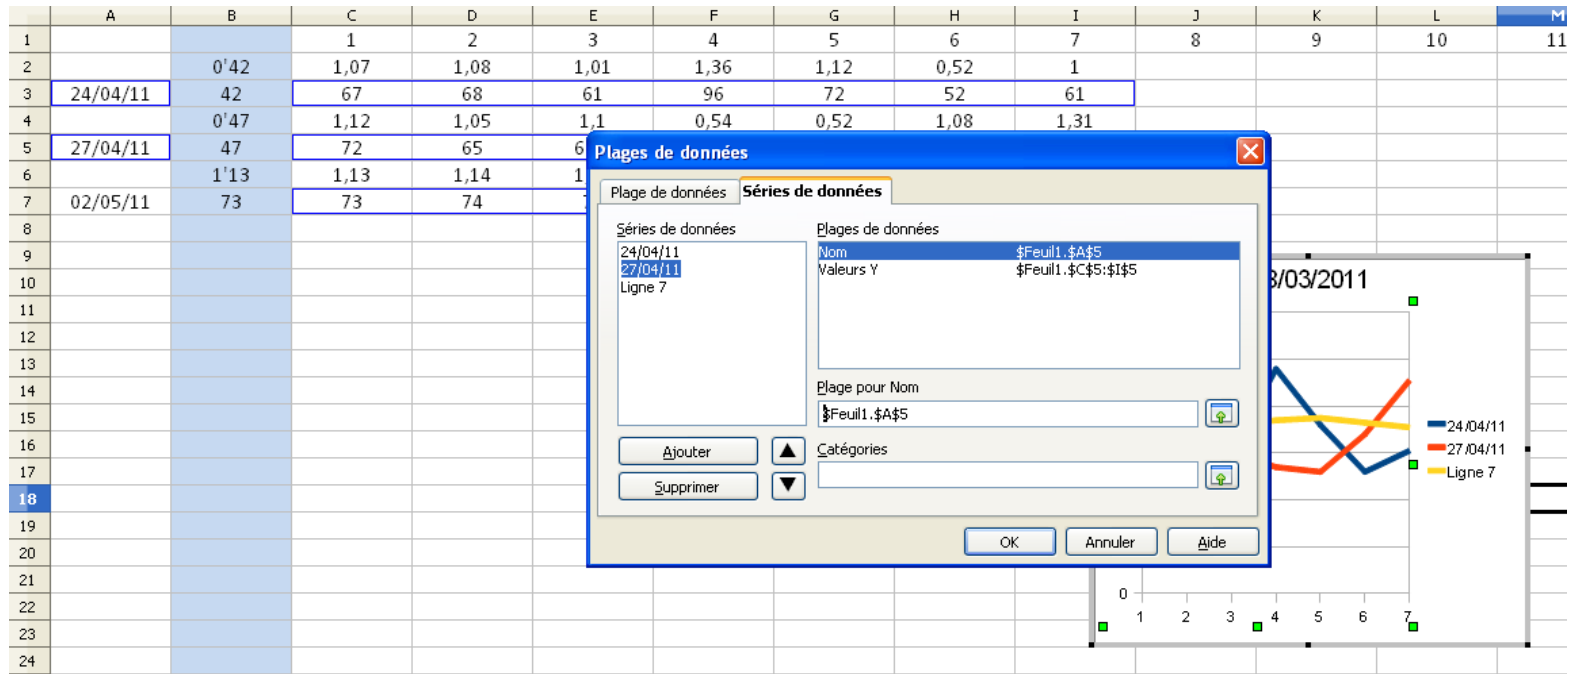 A B C D E F G H I J K L M
1 1 2 3 4 5 6 7 8 9 10 11
2 0'42 1,07 1,08 1,01 1,36 1,12 0,52 1
3 24/04/11 42 67 68 61 96 72 52 61
4 0'47 1,12 1,05 1,1 0,54 0,52 1,08 1,31
5 27/04/11 47 72 65 6
6 1'13 1,13 1,14 1
7 02/05/11 73 73 74
8
9
10
11
12
13
14
15
16
17
18
19
20
21
22
23
24
Plages de données
Plage de données Séries de données
Séries de données
24/04/11
27/04/11
Ligne 7
Plages de données
Nom $Feuil1.$A$5
Valeurs Y $Feuil1.$C$5:$I$5
Plage pour Nom
$Feuil1.$A$5
Ajouter
Supprimer
Catégories
OK Annuler Aide
/03/2011
24/04/11
27/04/11
Ligne 7
0
1 2 3 4 5 6 7